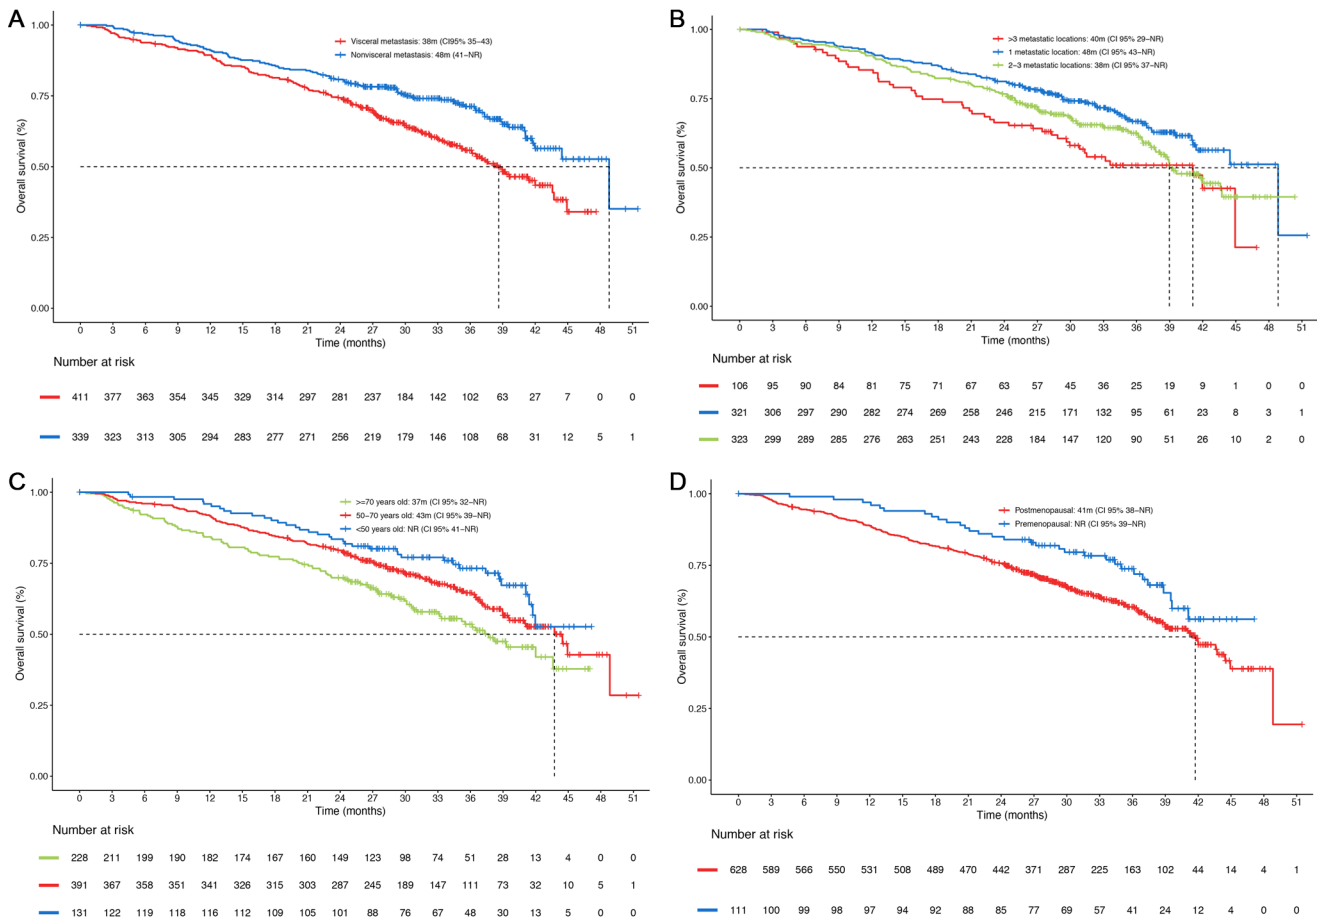 A
1.00
0.75
0.50
0.25
0.00
Overall survival (%)
Visceral metastasis: 38m (CI95% 35–43)
Nonvisceral metastasis: 48m (41–NR)
0 3 6 9 12 15 18 21 24 27 30 33 36 39 42 45 48 51
Time (months)
Number at risk
411 377 363 354 345 329 314 297 281 237 184 142 102 63 27 7 0 0
339 323 313 305 294 283 277 271 256 219 179 146 108 68 31 12 5 1
B
1.00
0.75
0.50
0.25
0.00
Overall survival (%)
>3 metastatic locations: 40m (CI 95% 29–NR)
1 metastatic location: 48m (CI 95% 43–NR)
2–3 metastatic locations: 38m (CI 95% 37–NR)
0 3 6 9 12 15 18 21 24 27 30 33 36 39 42 45 48 51
Time (months)
Number at risk
106 95 90 84 81 75 71 67 63 57 45 36 25 19 9 1 0 0
321 306 297 290 282 274 269 258 246 215 171 132 95 61 23 8 3 1
323 299 289 285 276 263 251 243 228 184 147 120 90 51 26 10 2 0
C
1.00
0.75
0.50
0.25
0.00
Overall survival (%)
>=70 years old: 37m (CI 95% 32–NR)
50–70 years old: 43m (CI 95% 39–NR)
<50 years old: NR (CI 95% 41–NR)
0 3 6 9 12 15 18 21 24 27 30 33 36 39 42 45 48 51
Time (months)
Number at risk
228 211 199 190 182 174 167 160 149 123 98 74 51 28 13 4 0 0
391 367 358 351 341 326 315 303 287 245 189 147 111 73 32 10 5 1
131 122 119 118 116 112 109 105 101 88 76 67 48 30 13 5 0 0
D
1.00
0.75
0.50
0.25
0.00
Overall survival (%)
Postmenopausal: 41m (CI 95% 38–NR)
Premenopausal: NR (CI 95% 39–NR)
0 3 6 9 12 15 18 21 24 27 30 33 36 39 42 45 48 51
Time (months)
Number at risk
628 589 566 550 531 508 489 470 442 371 287 225 163 102 44 14 4 1
111 100 99 98 97 94 92 88 85 77 69 57 41 24 12 4 0 0